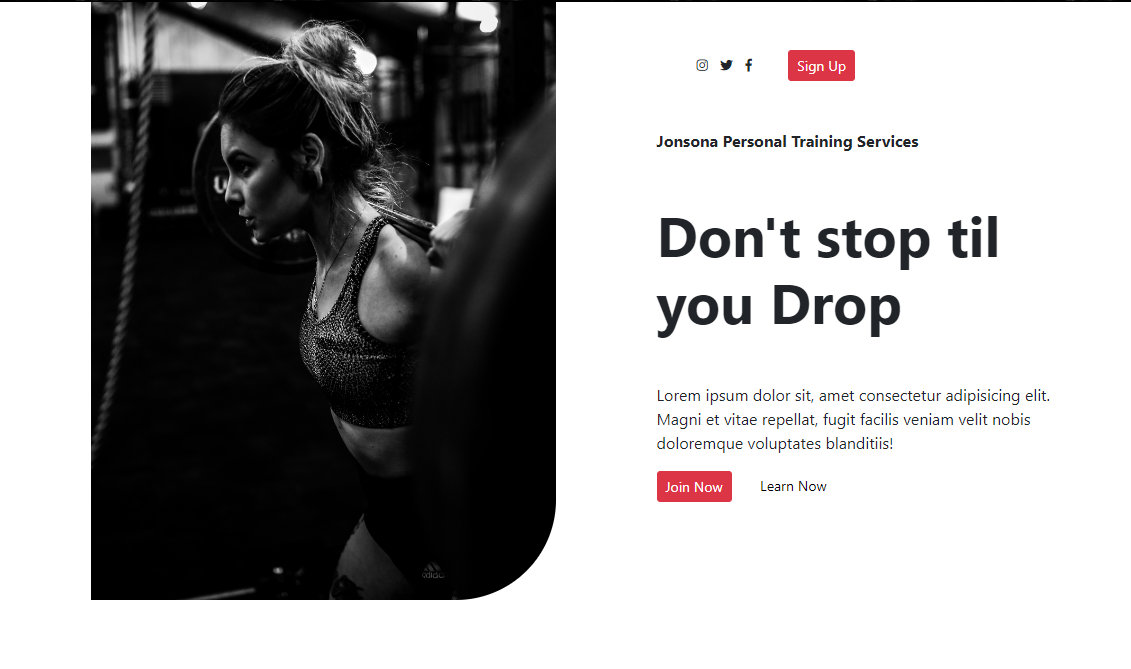 Sign Up
Jonsona Personal Training Services
Don't stop til
you Drop
Lorem ipsum dolor sit, amet consectetur adipisicing elit.
Magni et vitae repellat, fugit facilis veniam velit nobis
doloremque voluptates blanditiis!
Join Now Learn Now